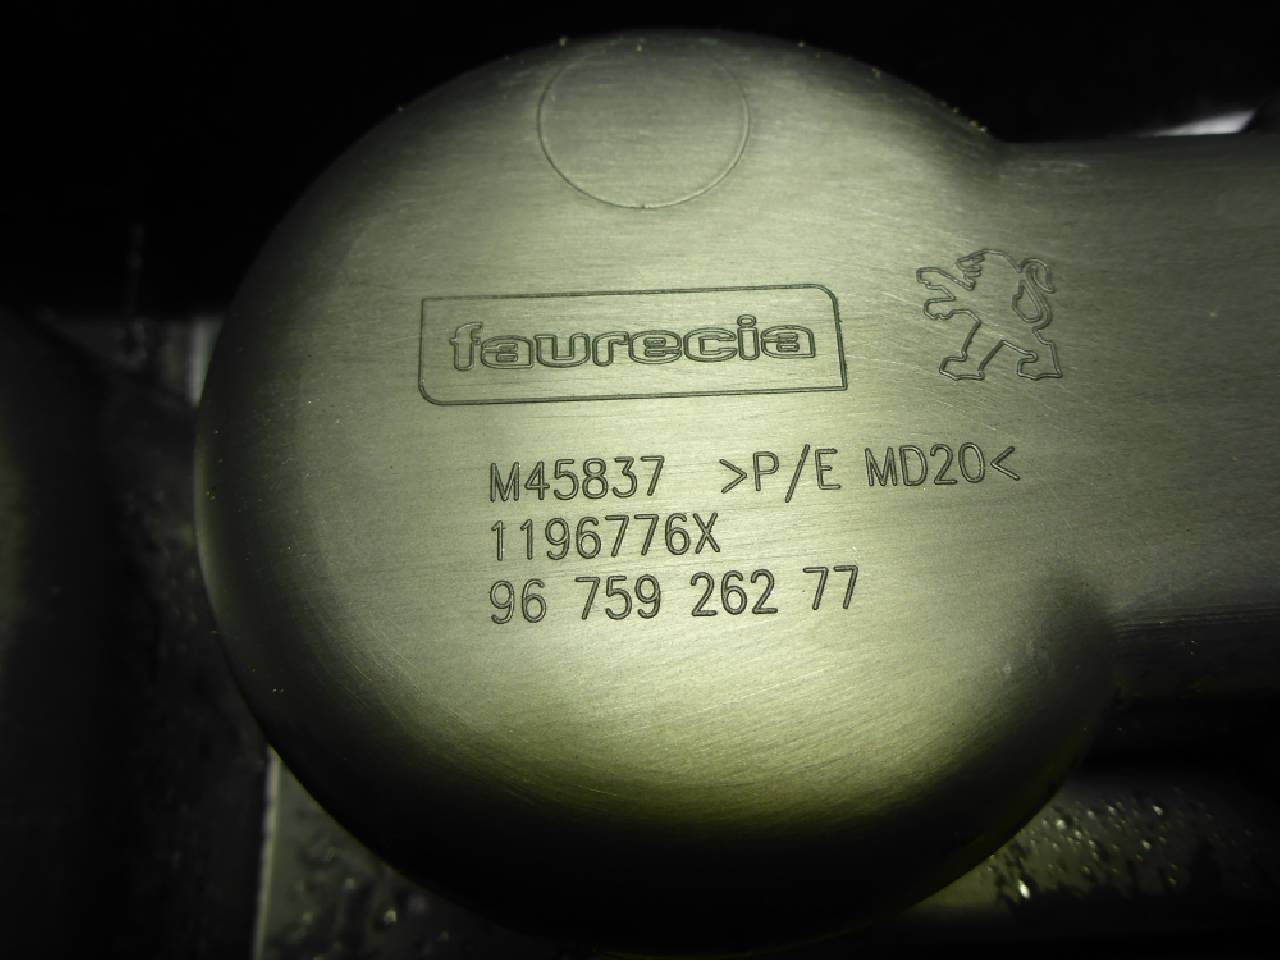 faurecia
M45837 >P/E MD20<
1196776X
96 759 262 77